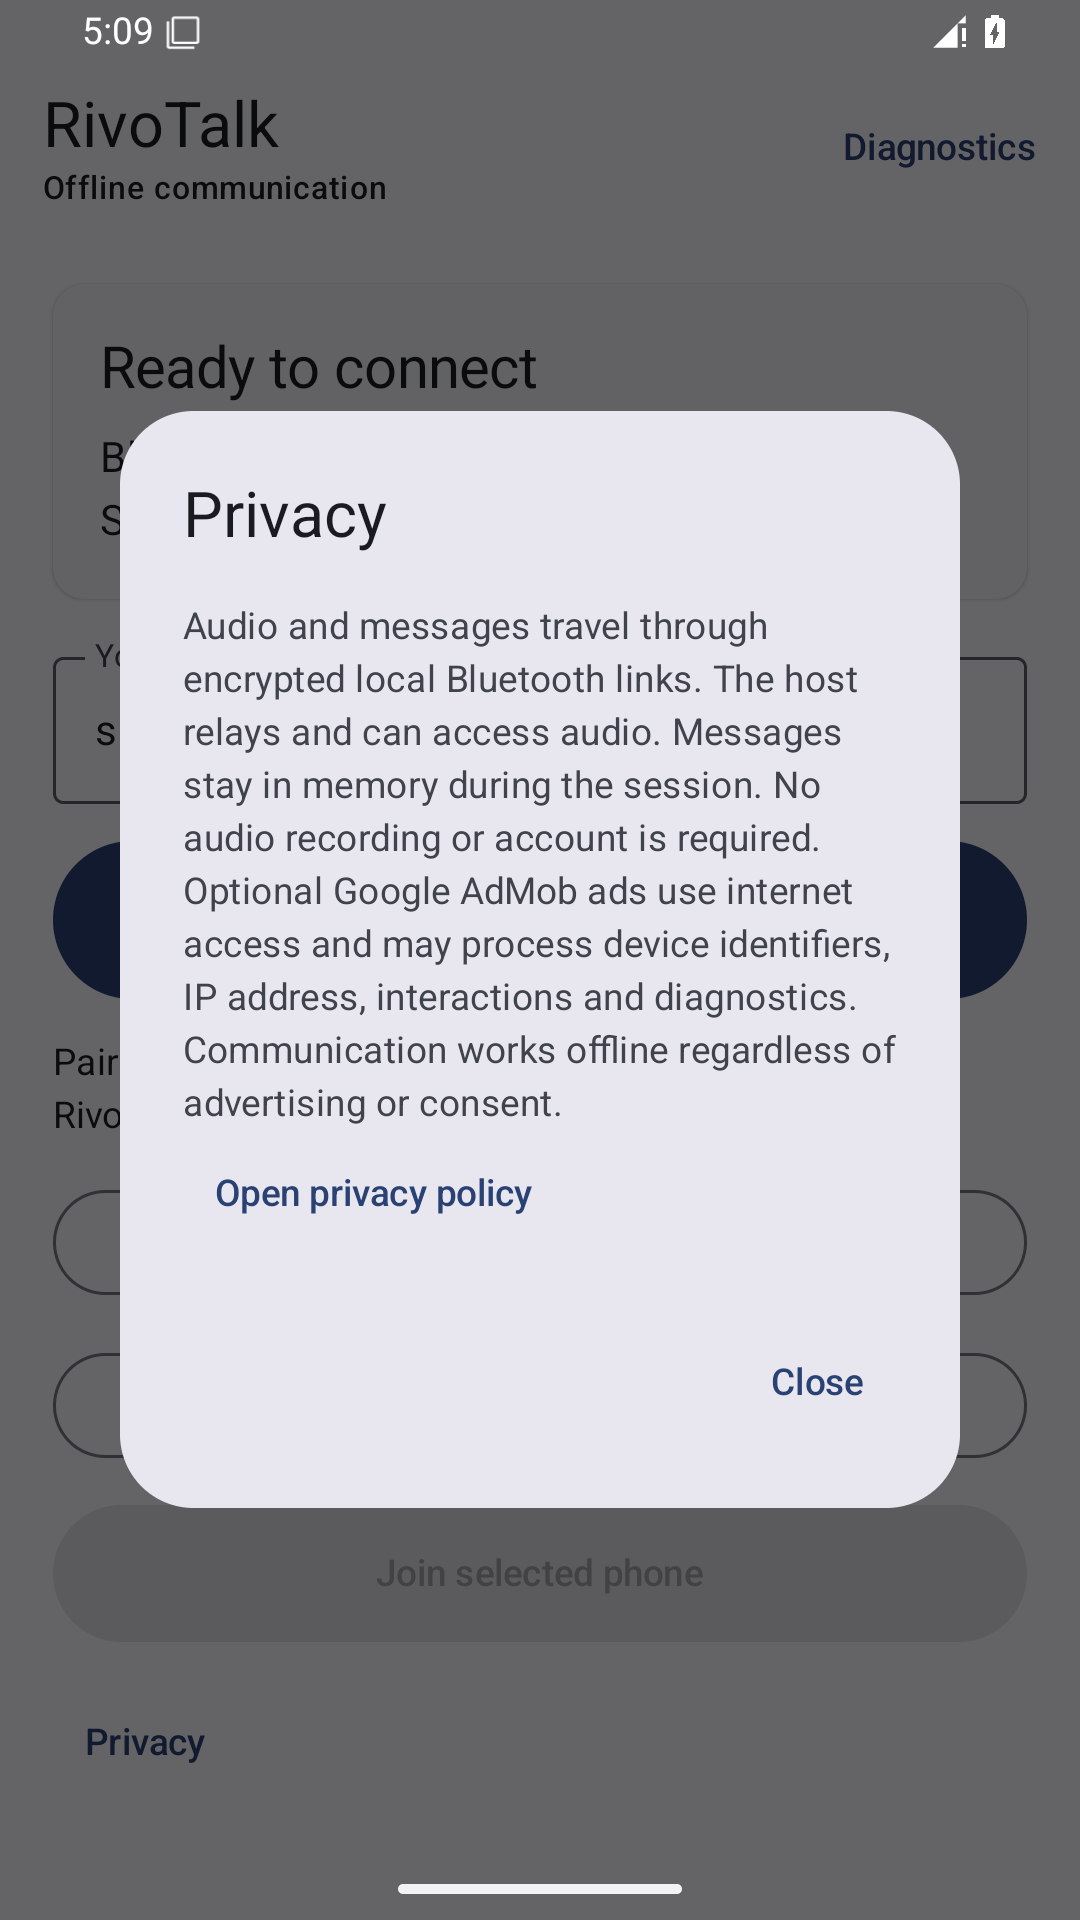 5:09
RivoTalk
Offline communication
Diagnostics
Ready to connect
Privacy
Audio and messages travel through
encrypted local Bluetooth links. The host
relays and can access audio. Messages
stay in memory during the session. No
audio recording or account is required.
Optional Google AdMob ads use internet
access and may process device identifiers,
IP address, interactions and diagnostics.
Communication works offline regardless of
advertising or consent.
Open privacy policy
Close
Join selected phone
Privacy